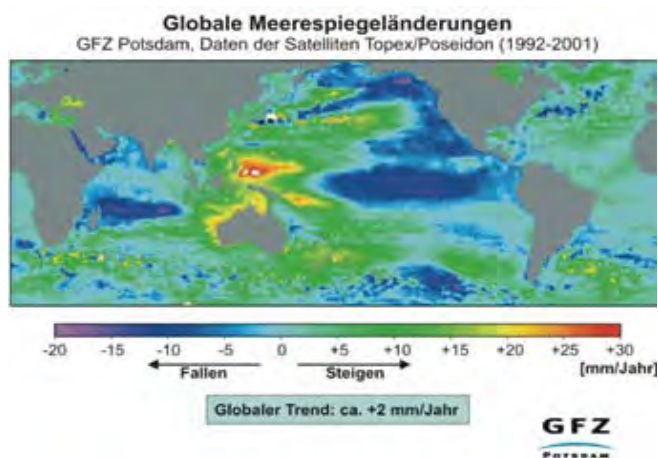 Globale Meerespiegeländerungen
GFZ Potsdam, Daten der Satelliten Topex/Poseidon (1992-2001)
-20 -15 -10 -5 0 +5 +10 +15 +20 +25 +30
Fallen Steigen [mm/Jahr]
Globaler Trend: ca. +2 mm/Jahr
GFZ
POTSDAM